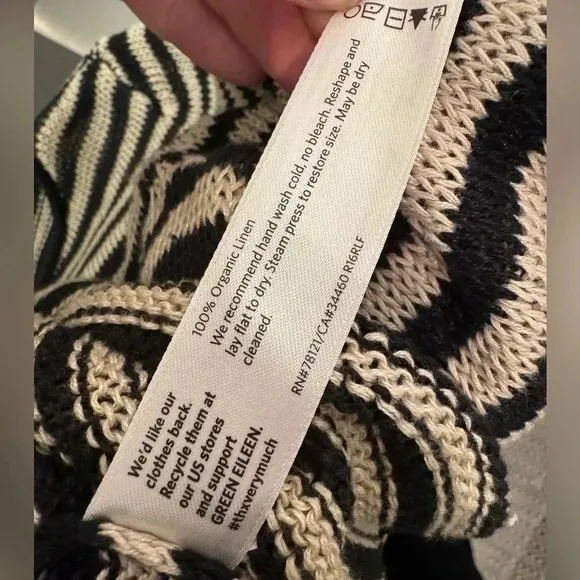 100% Organic Linen
We recommend hand wash cold, no bleach. Reshape and
lay flat to dry. Steam press to restore size. May be dry
cleaned.
RN#78121/CA#34460 R16RLF
We'd like our
clothes back.
Recycle them at
our US stores
and support
GREEN EILEEN.
#thxverymuch